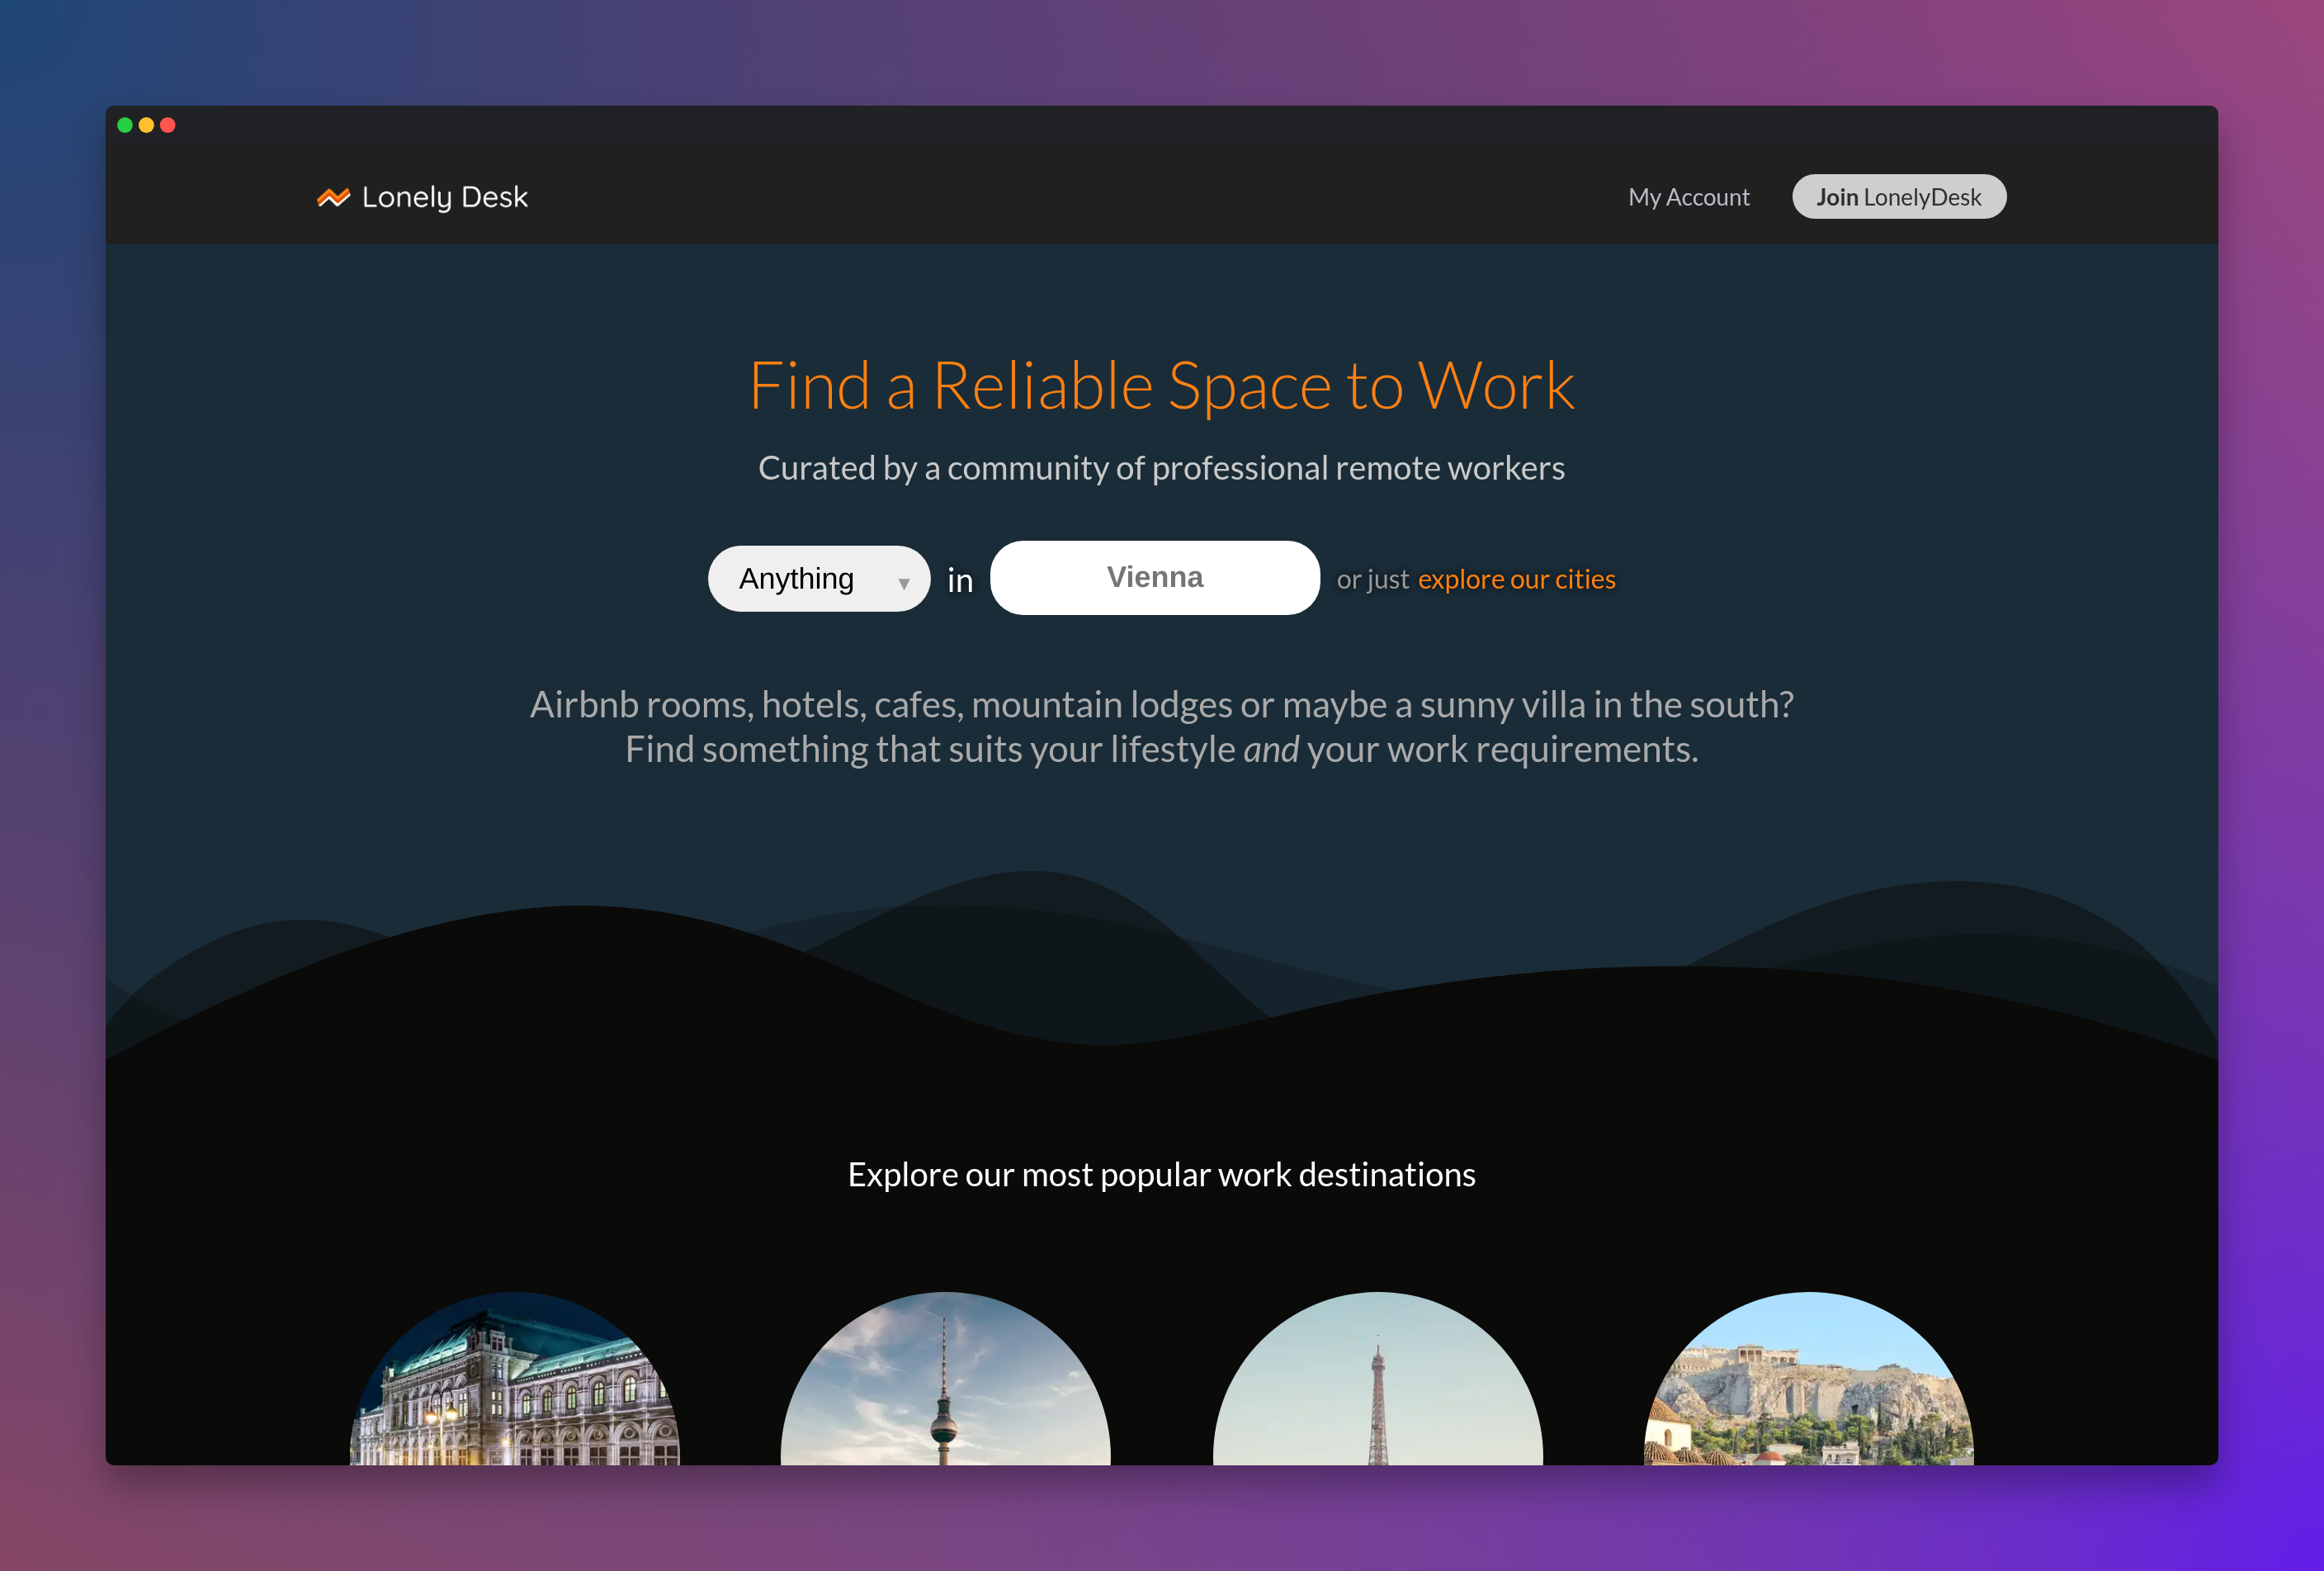 Lonely Desk
My Account
Join LonelyDesk
Find a Reliable Space to Work
Curated by a community of professional remote workers
Anything ▼ in Vienna or just explore our cities
Airbnb rooms, hotels, cafes, mountain lodges or maybe a sunny villa in the south?
Find something that suits your lifestyle and your work requirements.
Explore our most popular work destinations